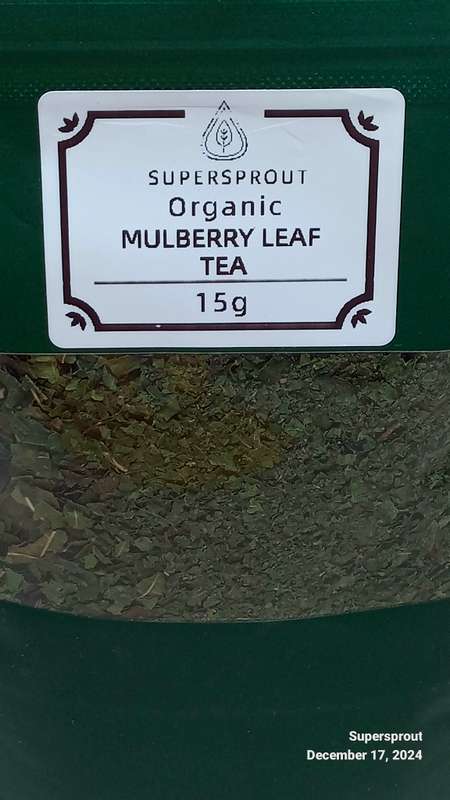 SUPERSPROUT
Organic
MULBERRY LEAF
TEA
15g
Supersprout
December 17, 2024